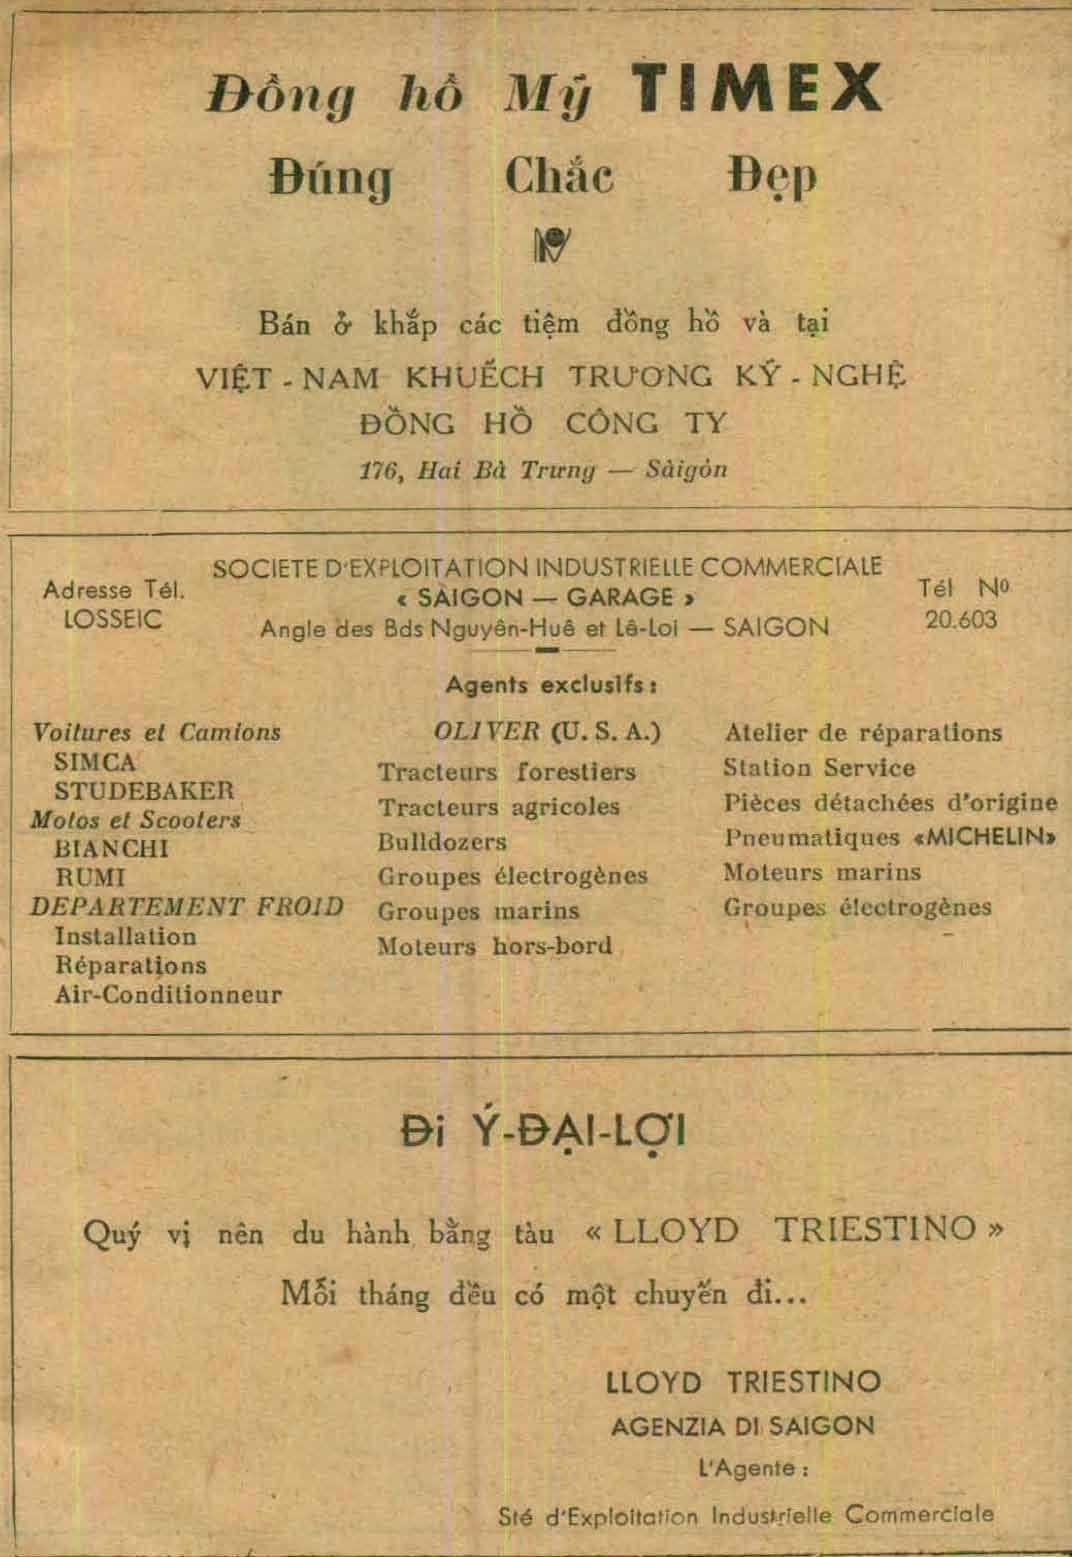 Đồng hồ Mỹ TIMEX
Đúng Chắc Đẹp
Bán ở khắp các tiệm đồng hồ và tại
VIỆT - NAM KHUẾCH TRƯƠNG KỸ - NGHỆ
ĐỒNG HỒ CÔNG TY
176, Hai Bà Trưng — Sàigòn
SOCIETE D'EXPLOITATION INDUSTRIELLE COMMERCIALE
« SAIGON — GARAGE »
Angle des Bds Nguyên-Huê et Lê-Loi — SAIGON
Adresse Tél.
LOSSEIC
Tél No
20.603
Agents exclusifs :
Voitures et Camions
SIMCA
STUDEBAKER
Motos et Scooters
BIANCHI
RUMI
DEPARTEMENT FROID
Installation
Réparations
Air-Conditionneur
OLIVER (U. S. A.)
Tracteurs forestiers
Tracteurs agricoles
Bulldozers
Groupes électrogènes
Groupes marins
Moteurs hors-bord
Atelier de réparations
Station Service
Pièces détachées d'origine
Pneumatiques «MICHELIN»
Moteurs marins
Groupes électrogènes
Đi Ý-ĐẠI-LỢI
Quý vị nên du hành bằng tàu « LLOYD TRIESTINO »
Mỗi tháng đều có một chuyến đi...
LLOYD TRIESTINO
AGENZIA DI SAIGON
L'Agente :
Sté d'Exploitation Industrielle Commerciale